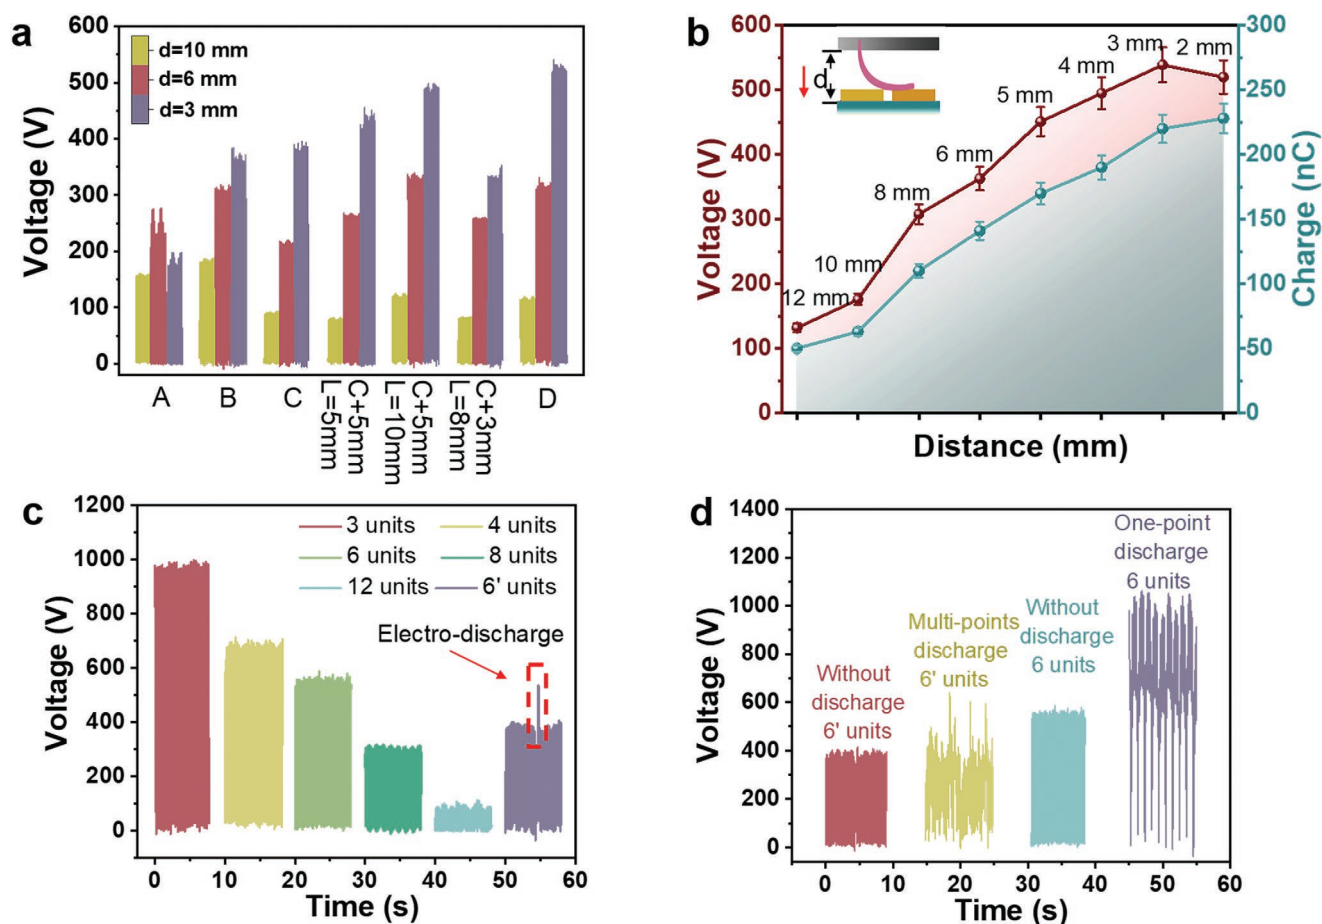 a
600
500
400
300
200
100
0
Voltage (V)
d=10 mm
d=6 mm
d=3 mm
A
B
C
C+5mm
L=5mm
C+5mm
L=10mm
C+3mm
L=8mm
D
b
600
500
400
300
200
100
0
Voltage (V)
d
12 mm
10 mm
8 mm
6 mm
5 mm
4 mm
3 mm
2 mm
300
250
200
150
100
50
0
Charge (nC)
Distance (mm)
c
1200
1000
800
600
400
200
0
Voltage (V)
3 units
4 units
6 units
8 units
12 units
6' units
Electro-discharge
0
10
20
30
40
50
60
Time (s)
d
1400
1200
1000
800
600
400
200
0
Voltage (V)
Without
discharge
6' units
Multi-points
discharge
6' units
Without
discharge
6 units
One-point
discharge
6 units
0
10
20
30
40
50
60
Time (s)